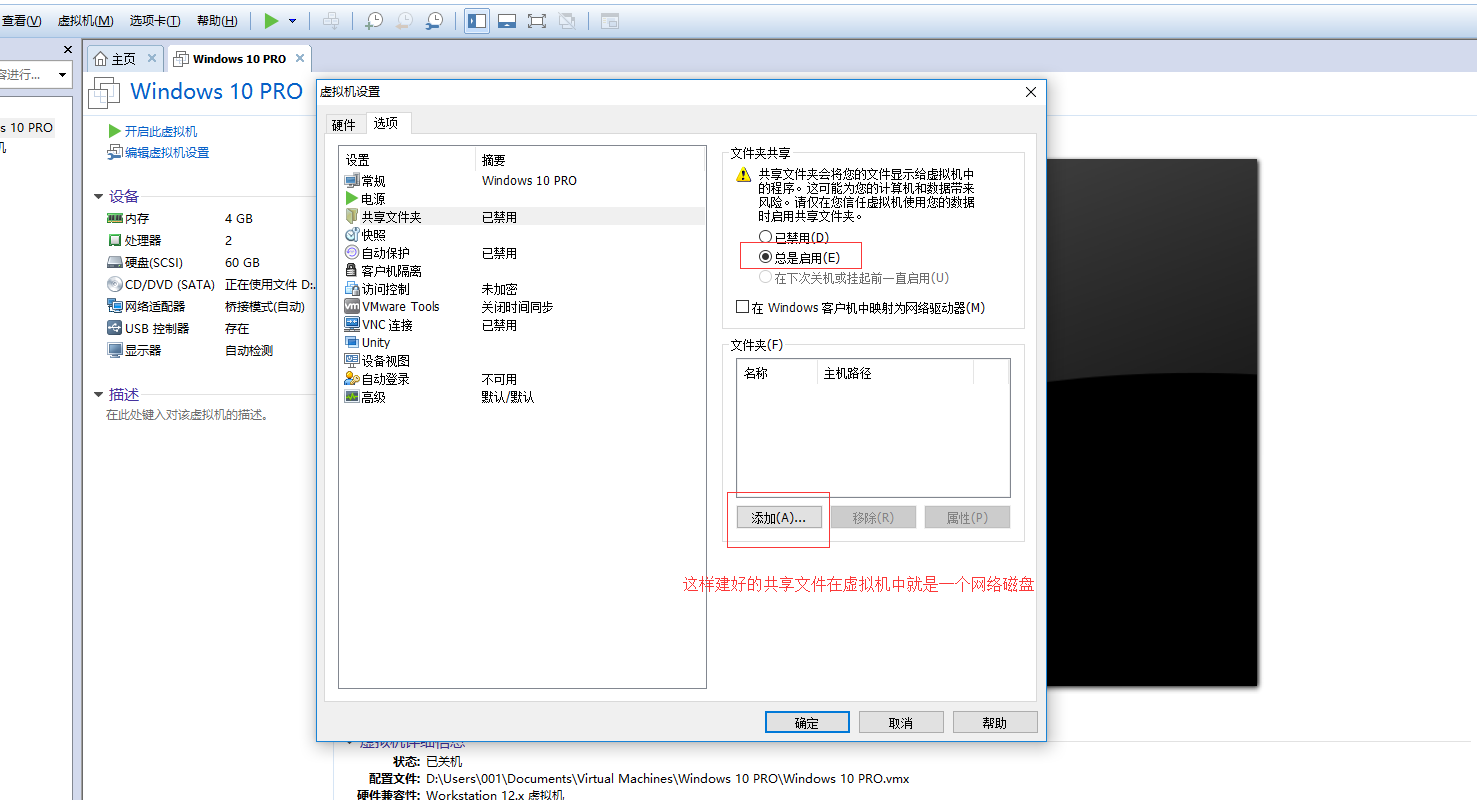 查看(V) 虚拟机(M) 选项卡(T) 帮助(H)
主页 Windows 10 PRO
容进行...
Windows 10 PRO
s 10 PRO
机
开启此虚拟机
编辑虚拟机设置
设备
内存 4 GB
处理器 2
硬盘(SCSI) 60 GB
CD/DVD (SATA) 正在使用文件 D:..
网络适配器 桥接模式(自动)
USB 控制器 存在
显示器 自动检测
描述
在此处键入对该虚拟机的描述。
虚拟机设置
硬件 选项
设置 摘要
常规 Windows 10 PRO
电源
共享文件夹 已禁用
快照
自动保护 已禁用
客户机隔离
访问控制 未加密
VMware Tools 关闭时间同步
VNC 连接 已禁用
Unity
设备视图
自动登录 不可用
高级 默认/默认
文件夹共享
共享文件夹会将您的文件显示给虚拟机中
的程序。这可能为您的计算机和数据带来
风险。请仅在您信任虚拟机使用您的数据
时启用共享文件夹。
已禁用(D)
总是启用(E)
在下次关机或挂起前一直启用(U)
在 Windows 客户机中映射为网络驱动器(M)
文件夹(F)
名称 主机路径
添加(A)... 移除(R) 属性(P)
这样建好的共享文件在虚拟机中就是一个网络磁盘
确定 取消 帮助
虚拟机详细信息
状态: 已关机
配置文件: D:\Users\001\Documents\Virtual Machines\Windows 10 PRO\Windows 10 PRO.vmx
硬件兼容性: Workstation 12.x 虚拟机